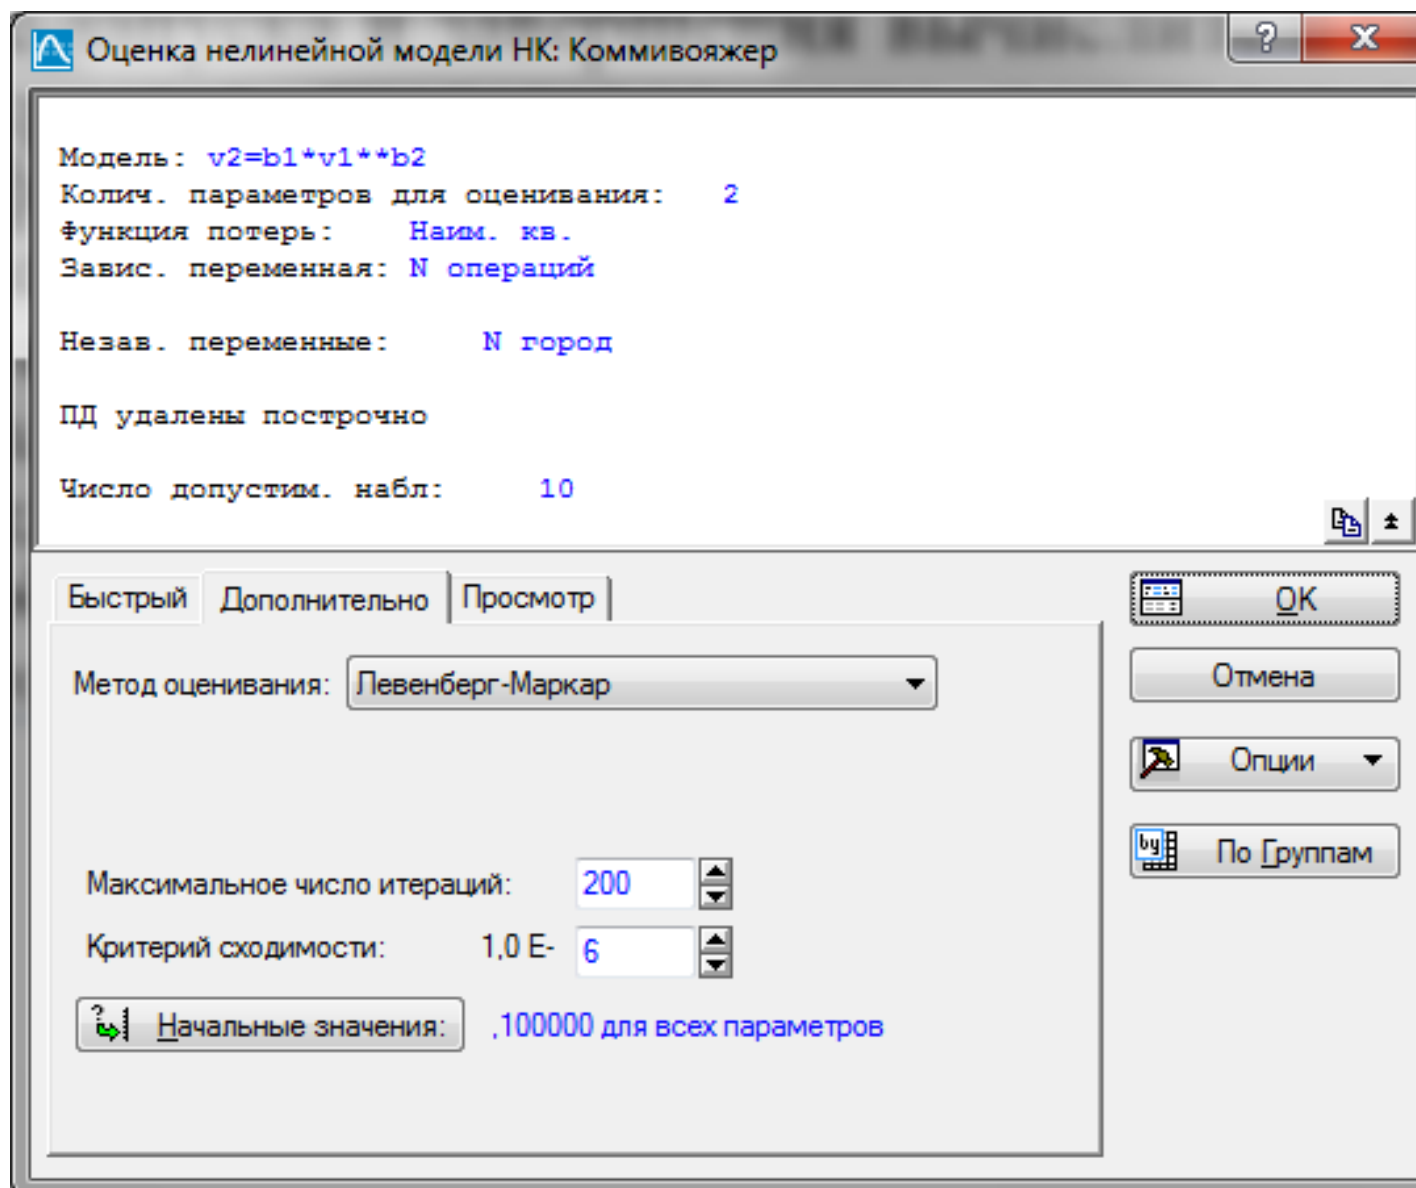 Оценка нелинейной модели НК: Коммивояжер
Модель: v2=b1*v1**b2
Колич. параметров для оценивания: 2
Функция потерь: Наим. кв.
Завис. переменная: N операций
Незав. переменные: N город
ПД удалены построчно
Число допустим. набл: 10
Быстрый Дополнительно Просмотр
OK
Метод оценивания: Левенберг-Маркар
Отмена
Опции
by По Группам
Максимальное число итераций: 200
Критерий сходимости: 1,0 E- 6
Начальные значения: ,100000 для всех параметров